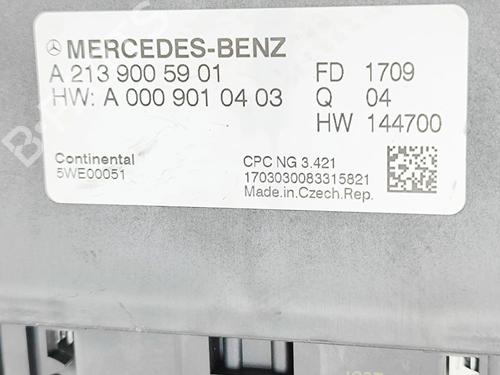 MERCEDES-BENZ
A 213 900 59 01 FD 1709
HW: A 000 901 04 03 Q 04
HW 144700
Continental CPC NG 3.421
5WE00051 1703030083315821
Made.in.Czech.Rep.